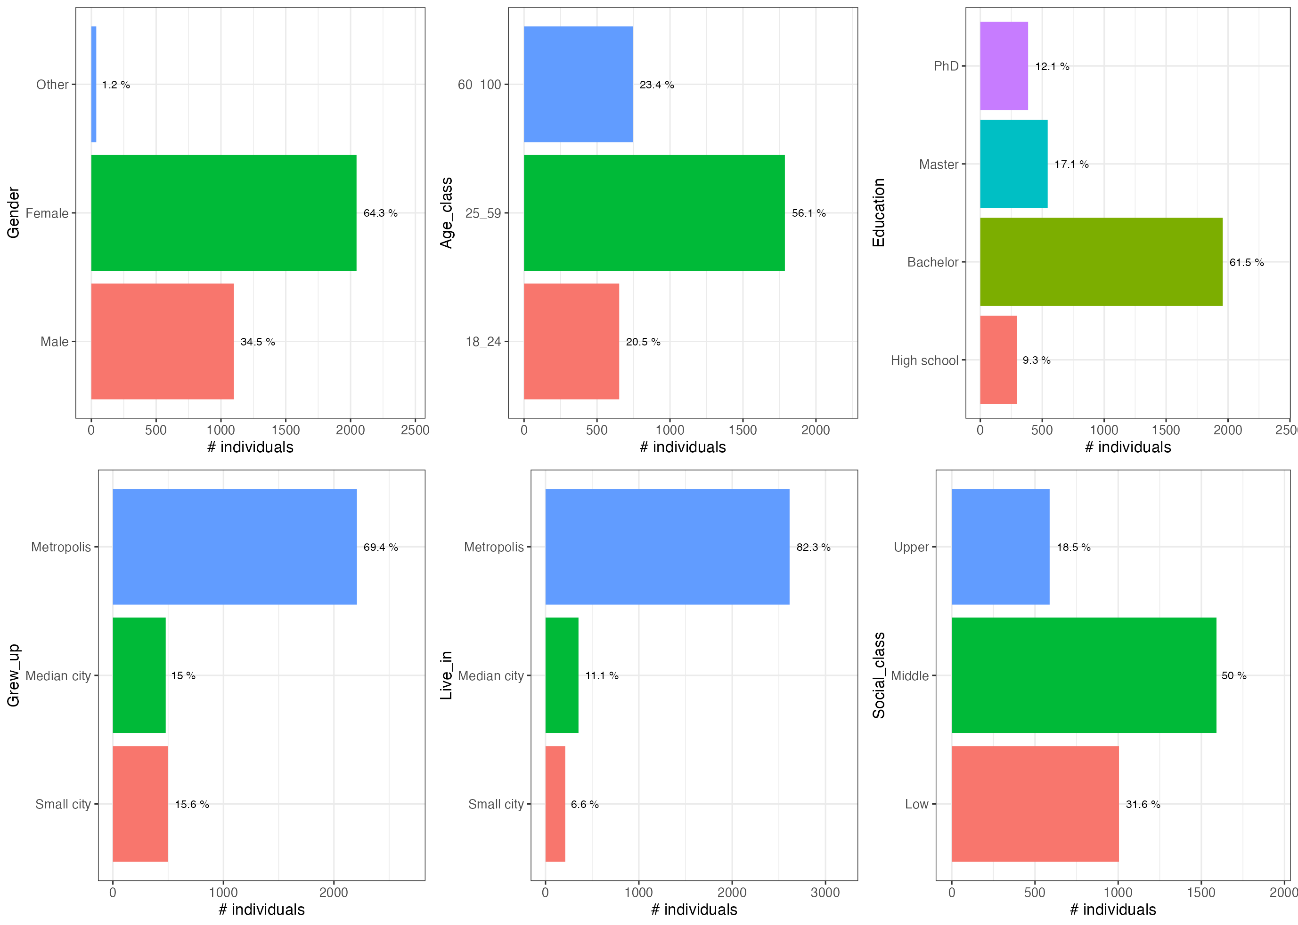 Gender
Other
Female
Male
1.2 %
64.3 %
34.5 %
0 500 1000 1500 2000 2500
# individuals
Age_class
60_100
25_59
18_24
23.4 %
56.1 %
20.5 %
0 500 1000 1500 2000
# individuals
Education
PhD
Master
Bachelor
High school
12.1 %
17.1 %
61.5 %
9.3 %
0 500 1000 1500 2000 250
# individuals
Grew_up
Metropolis
Median city
Small city
69.4 %
15 %
15.6 %
0 1000 2000
# individuals
Live_in
Metropolis
Median city
Small city
82.3 %
11.1 %
6.6 %
0 1000 2000 3000
# individuals
Social_class
Upper
Middle
Low
18.5 %
50 %
31.6 %
0 500 1000 1500 2000
# individuals